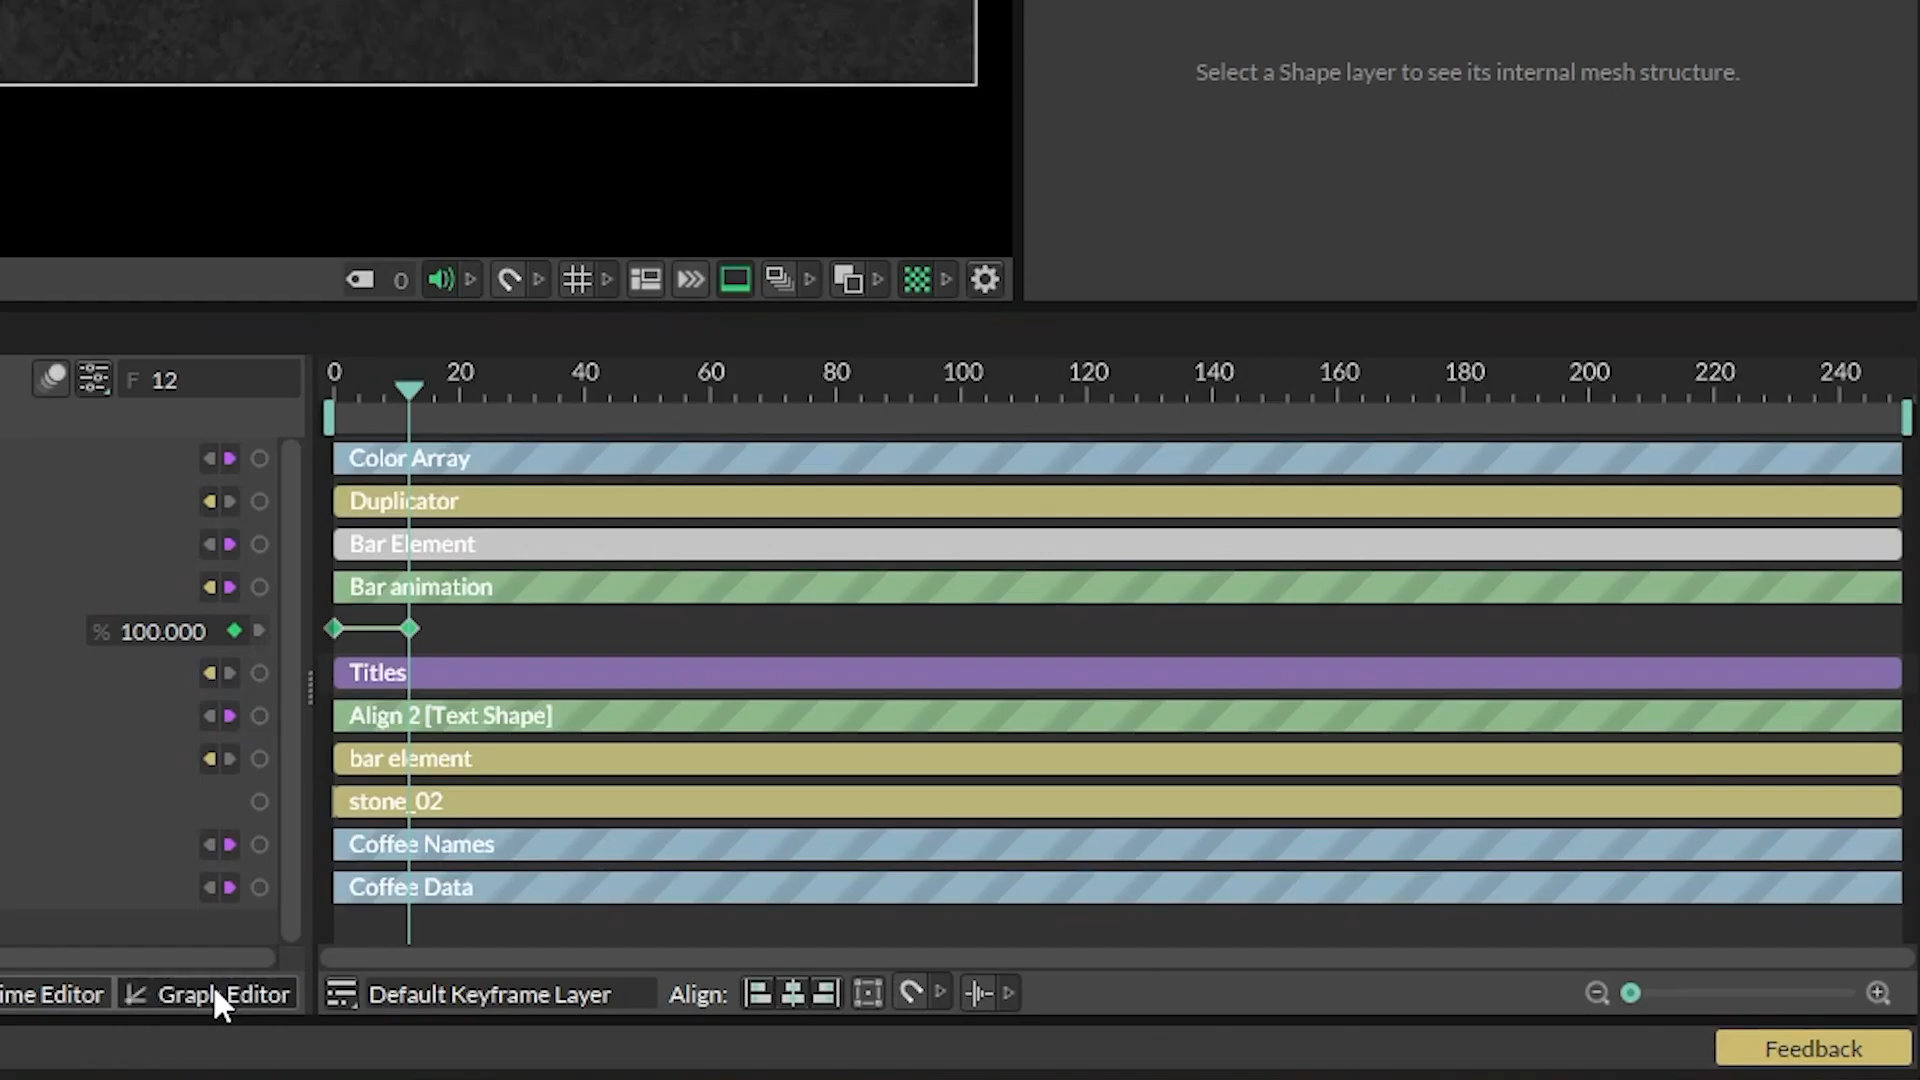 Select a Shape layer to see its internal mesh structure.
0
F 12
0 20 40 60 80 100 120 140 160 180 200 220 240
Color Array
Duplicator
Bar Element
Bar animation
% 100.000
Titles
Align 2 [Text Shape]
bar element
stone_02
Coffee Names
Coffee Data
ime Editor
Graph Editor
Default Keyframe Layer
Align:
Feedback